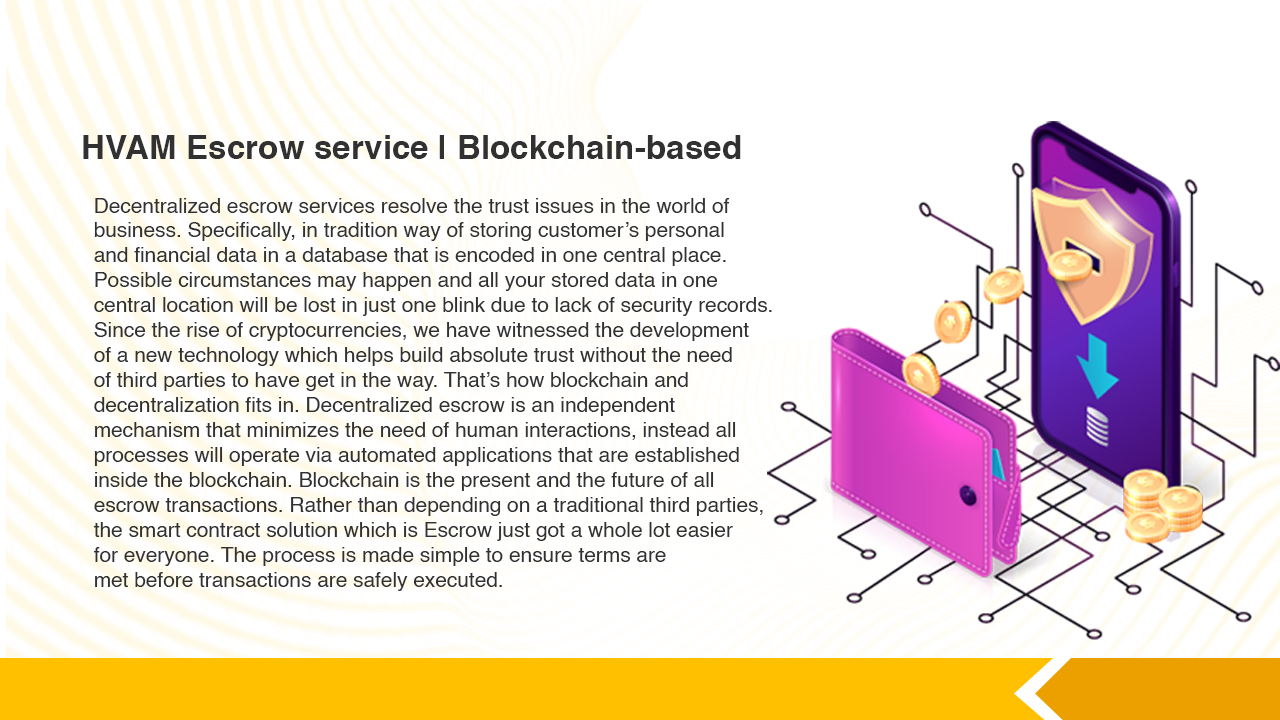 HVAM Escrow service | Blockchain-based
Decentralized escrow services resolve the trust issues in the world of
business. Specifically, in tradition way of storing customer’s personal
and financial data in a database that is encoded in one central place.
Possible circumstances may happen and all your stored data in one
central location will be lost in just one blink due to lack of security records.
Since the rise of cryptocurrencies, we have witnessed the development
of a new technology which helps build absolute trust without the need
of third parties to have get in the way. That’s how blockchain and
decentralization fits in. Decentralized escrow is an independent
mechanism that minimizes the need of human interactions, instead all
processes will operate via automated applications that are established
inside the blockchain. Blockchain is the present and the future of all
escrow transactions. Rather than depending on a traditional third parties,
the smart contract solution which is Escrow just got a whole lot easier
for everyone. The process is made simple to ensure terms are
met before transactions are safely executed.